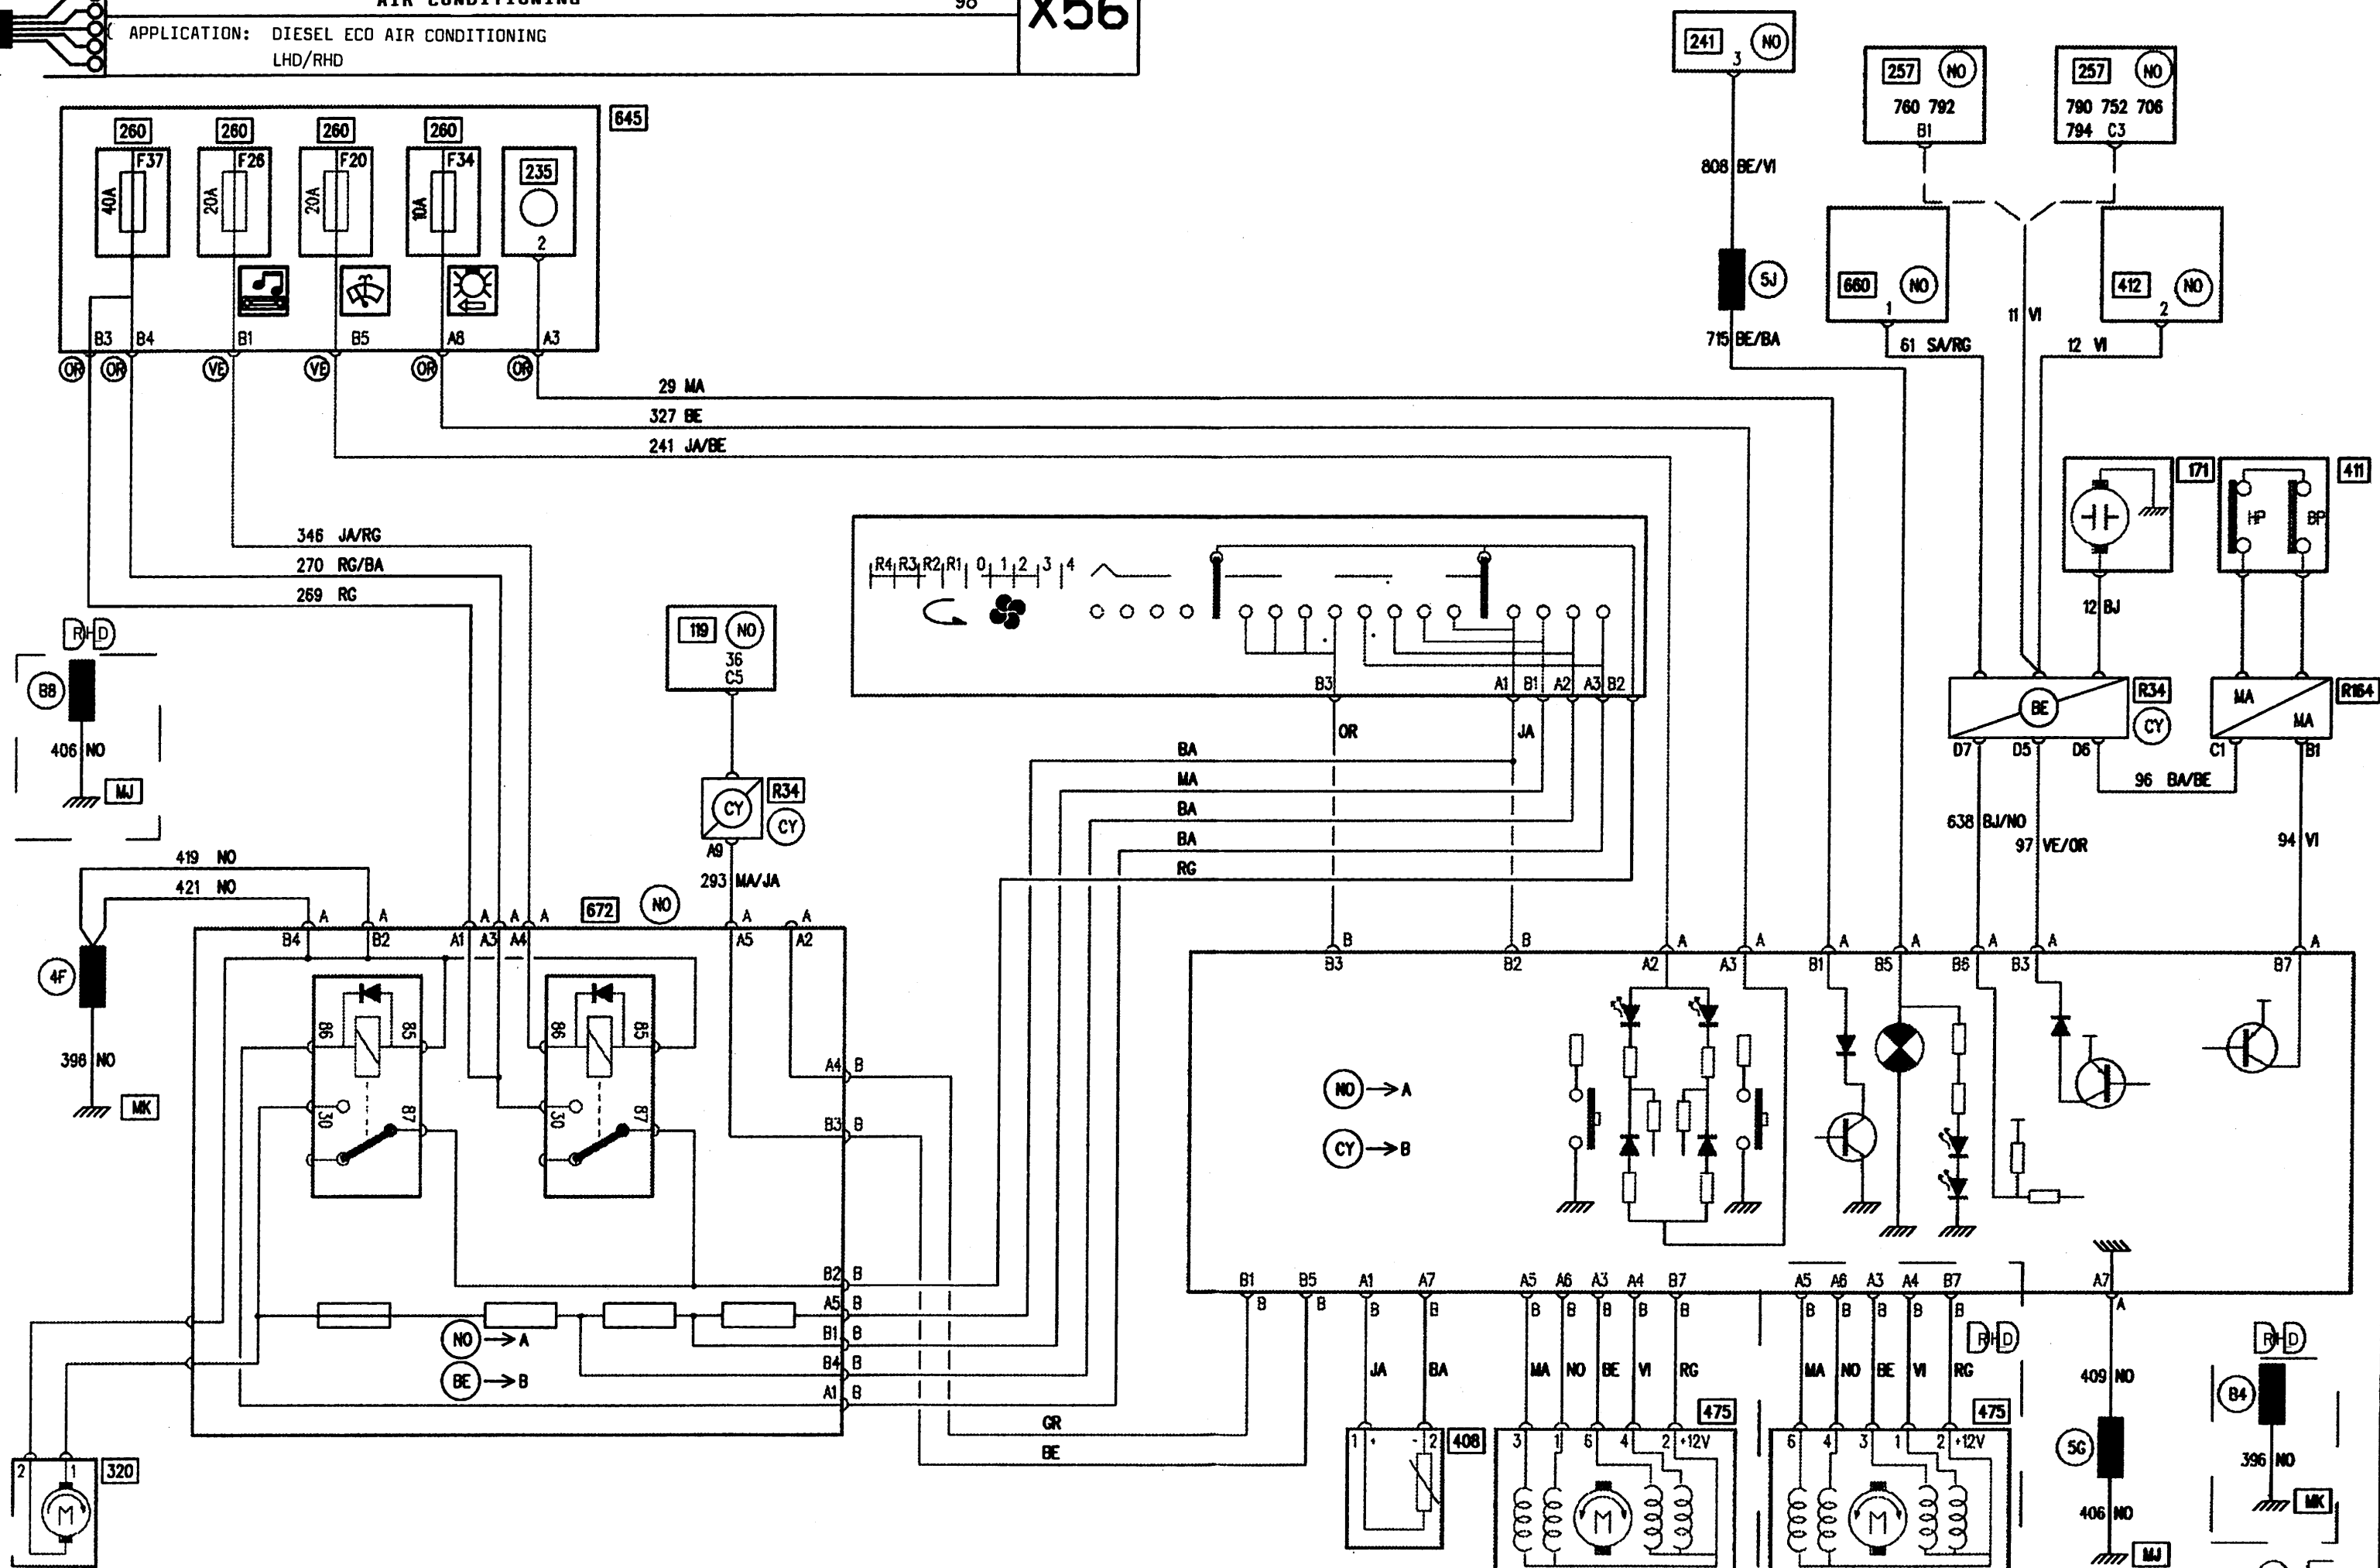 AIR CONDITIONING
98
X56
APPLICATION: DIESEL ECO AIR CONDITIONING
LHD/RHD
241 NO
3
257 NO
760 792
B1
257 NO
790 752 706
794 C3
645
260 260 260 260
F37 F26 F20 F34
235
40A 20A 20A 10A
2
B3 B4 B1 B5 A8 A3
OR OR VE VE OR OR
808 BE/VI
5J
715 BE/BA
660 NO
1
412 NO
2
11 VI
61 SA/RG
12 VI
29 MA
327 BE
241 JA/BE
171
411
HP BP
12 BJ
346 JA/RG
270 RG/BA
269 RG
R4 R3 R2 R1 0 1 2 3 4
B3 A1 B1 A2 A3 B2
RHD
B8
406 NO
MJ
119 NO
36
C5
CY
R34
CY
A9
293 MA/JA
OR JA
BA
MA
BA
BA
RG
BE
R34
CY
D7 D5 D6
MA
MA
R164
C1 B1
96 BA/BE
638 BJ/NO
97 VE/OR
94 VI
419 NO
421 NO
4F
398 NO
MK
672 NO
A A A A A A A
B4 B2 A1 A3 A4 A5 A2
86 85 86 85
30 87 30 87
A4 B
B3 B
B2 B
A5 B
B1 B
B4 B
A1 B
NO A
BE B
B B A A A A A A A
B3 B2 A2 A3 B1 B5 B6 B3 B7
NO A
CY B
B1 B5 A1 A7 A5 A6 A3 A4 B7 A5 A6 A3 A4 B7 A7
B B B B B B B B B B B B B B A
GR
BE
JA BA
MA NO BE VI RG
MA NO BE VI RG
RHD
409 NO
5G
406 NO
MJ
RHD
B4
396 NO
MK
320
2 1
M
408
1 + - 2
475
3 1 6 4 2 +12V
M
475
6 4 3 1 2 +12V
M